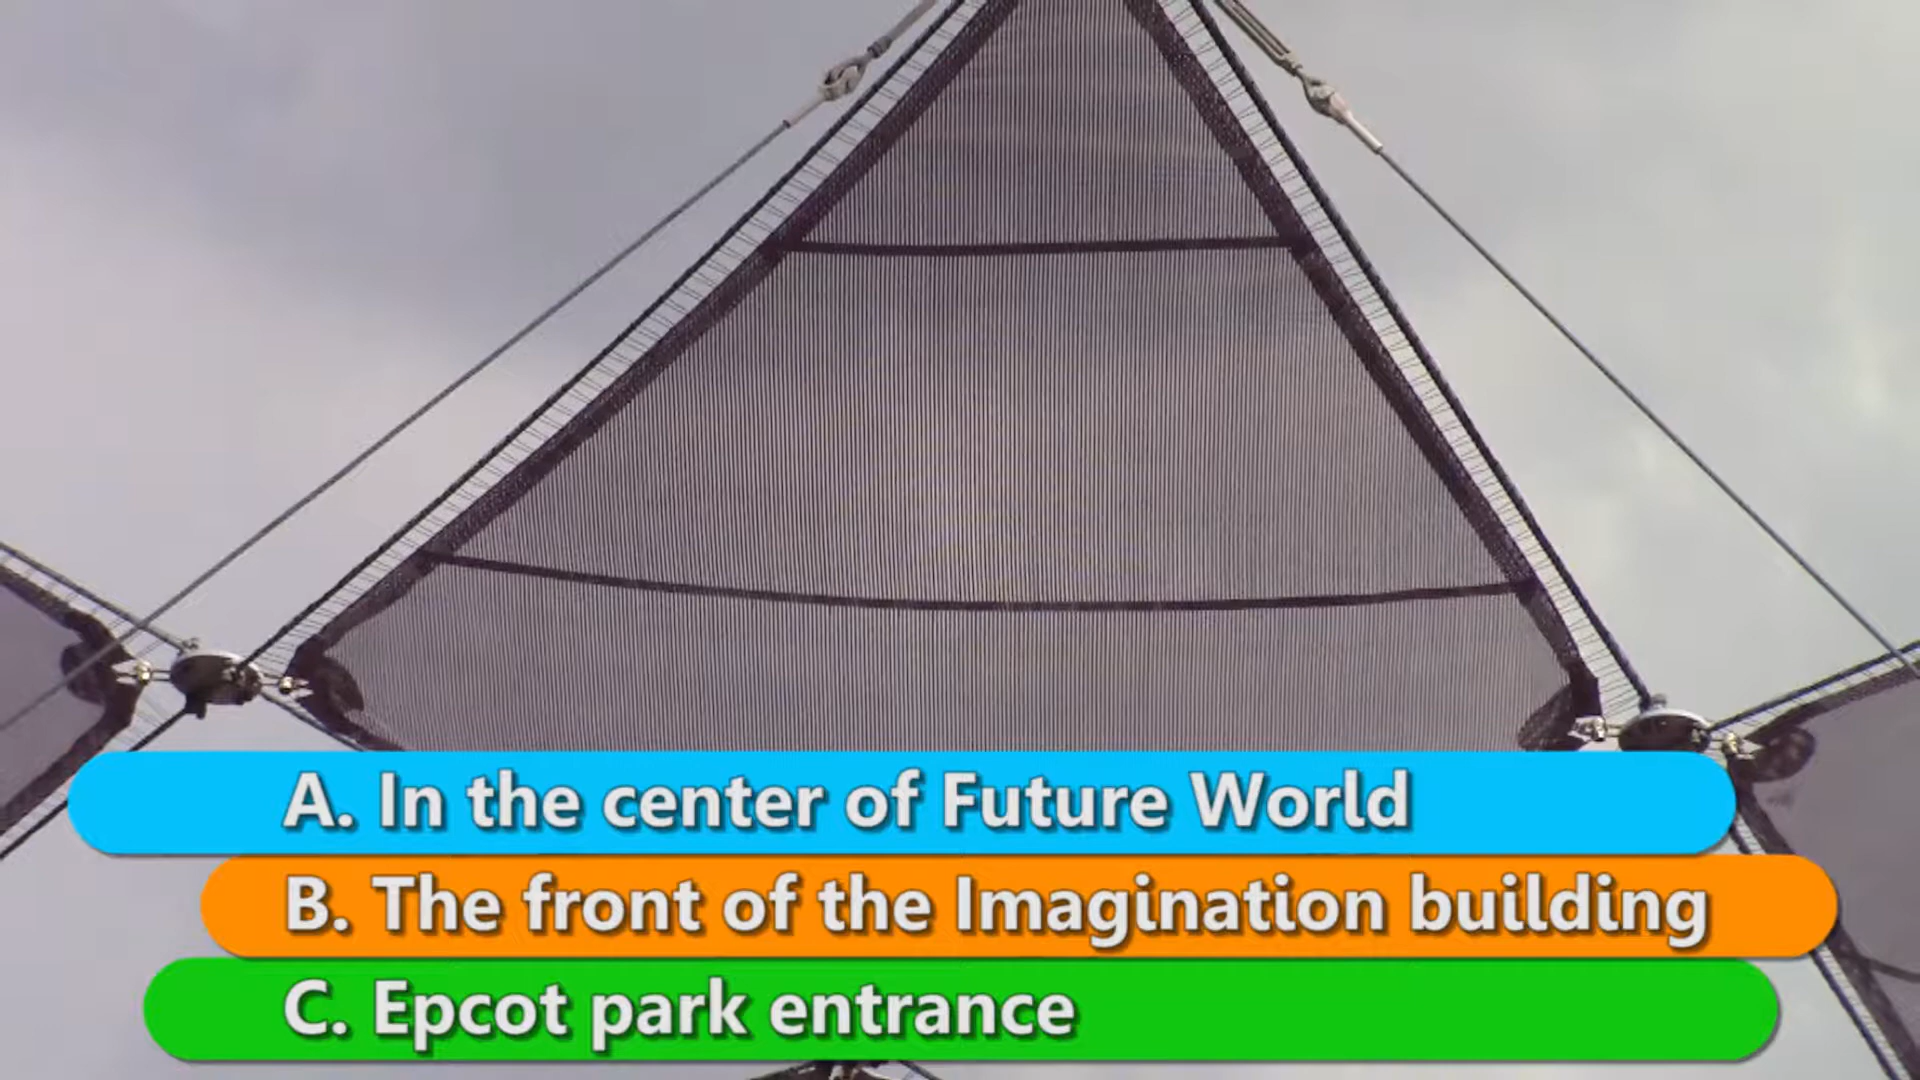 A. In the center of Future World
B. The front of the Imagination building
C. Epcot park entrance